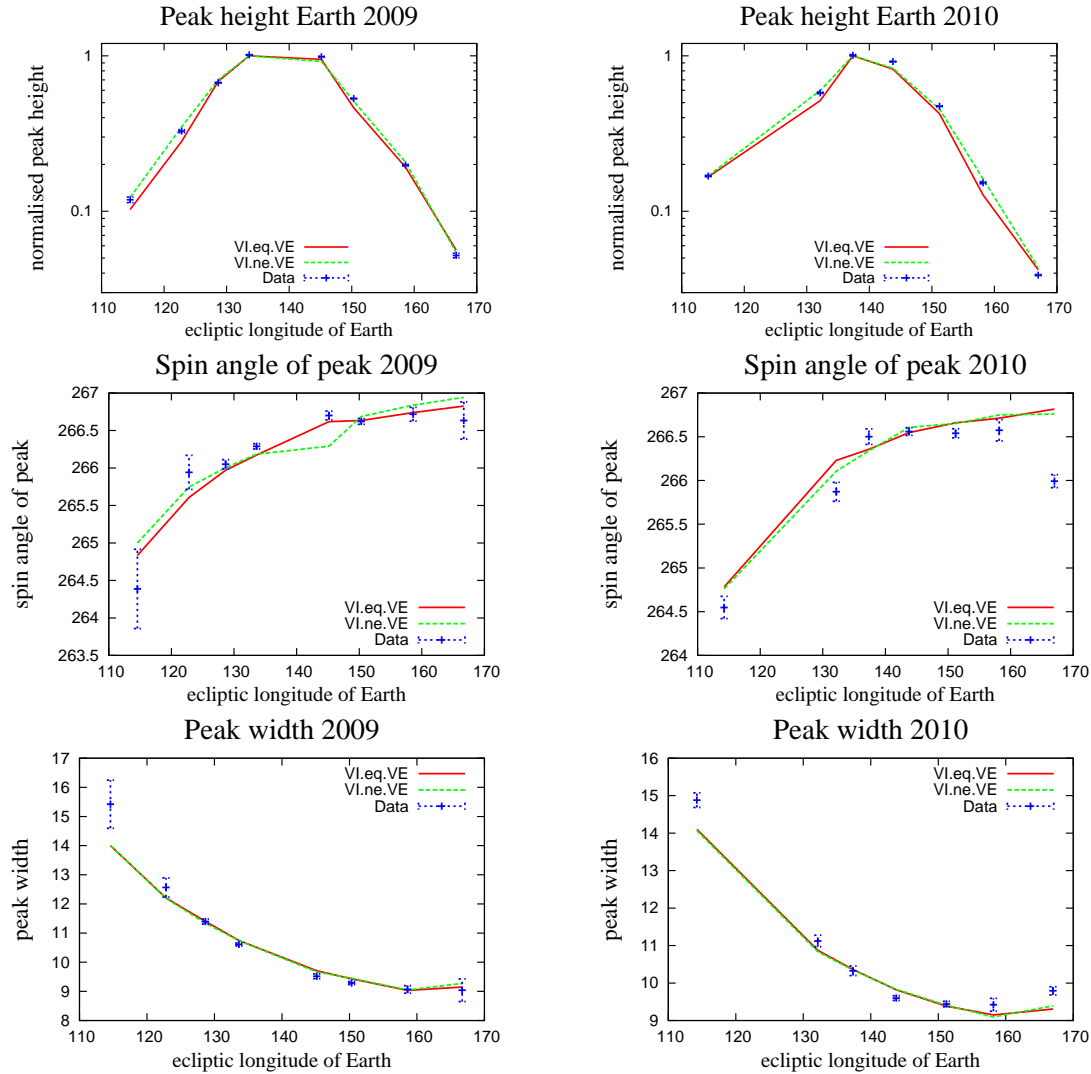 Peak height Earth 2009
1
0.1
normalised peak height
VI.eq.VE
VI.ne.VE
Data
110 120 130 140 150 160 170
ecliptic longitude of Earth
Peak height Earth 2010
1
0.1
normalised peak height
VI.eq.VE
VI.ne.VE
Data
110 120 130 140 150 160 170
ecliptic longitude of Earth
Spin angle of peak 2009
267
266.5
266
265.5
265
264.5
264
263.5
spin angle of peak
VI.eq.VE
VI.ne.VE
Data
110 120 130 140 150 160 170
ecliptic longitude of Earth
Spin angle of peak 2010
267
266.5
266
265.5
265
264.5
264
spin angle of peak
VI.eq.VE
VI.ne.VE
Data
110 120 130 140 150 160 170
ecliptic longitude of Earth
Peak width 2009
17
16
15
14
13
12
11
10
9
8
peak width
VI.eq.VE
VI.ne.VE
Data
110 120 130 140 150 160 170
ecliptic longitude of Earth
Peak width 2010
16
15
14
13
12
11
10
9
peak width
VI.eq.VE
VI.ne.VE
Data
110 120 130 140 150 160 170
ecliptic longitude of Earth